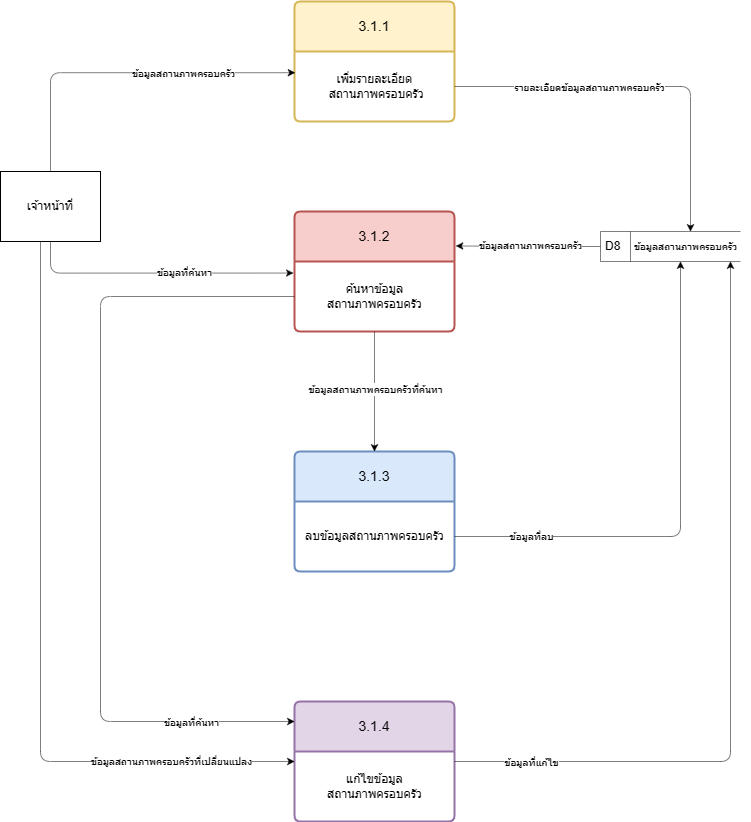 3.1.1
ข้อมูลสถานภาพครอบครัว
เพิ่มรายละเอียด
สถานภาพครอบครัว
รายละเอียดข้อมูลสถานภาพครอบครัว
เจ้าหน้าที่
3.1.2
D8
ข้อมูลสถานภาพครอบครัว
ข้อมูลสถานภาพครอบครัว
ข้อมูลที่ค้นหา
ค้นหาข้อมูล
สถานภาพครอบครัว
ข้อมูลสถานภาพครอบครัวที่ค้นหา
3.1.3
ลบข้อมูลสถานภาพครอบครัว
ข้อมูลที่ลบ
3.1.4
ข้อมูลที่ค้นหา
ข้อมูลสถานภาพครอบครัวที่เปลี่ยนแปลง
แก้ไขข้อมูล
สถานภาพครอบครัว
ข้อมูลที่แก้ไข